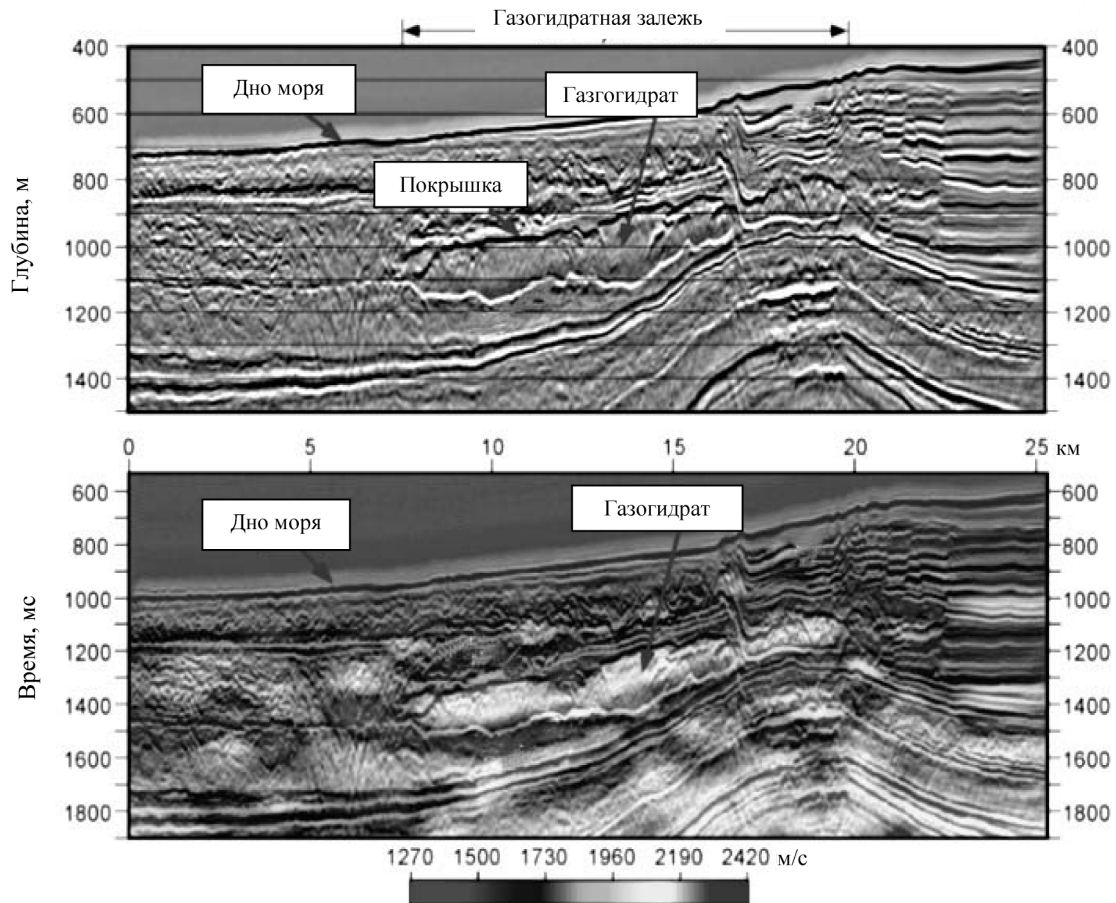 Газогидратная залежь
400 400
Дно моря Газгогидрат
600 600
Покрышка
800 800
1000 1000
1200 1200
1400 1400
Глубина, м
0 5 10 15 20 25 км
600 600
Дно моря Газогидрат
800 800
1000 1000
1200 1200
1400 1400
1600 1600
1800 1800
Время, мс
1270 1500 1730 1960 2190 2420 м/с